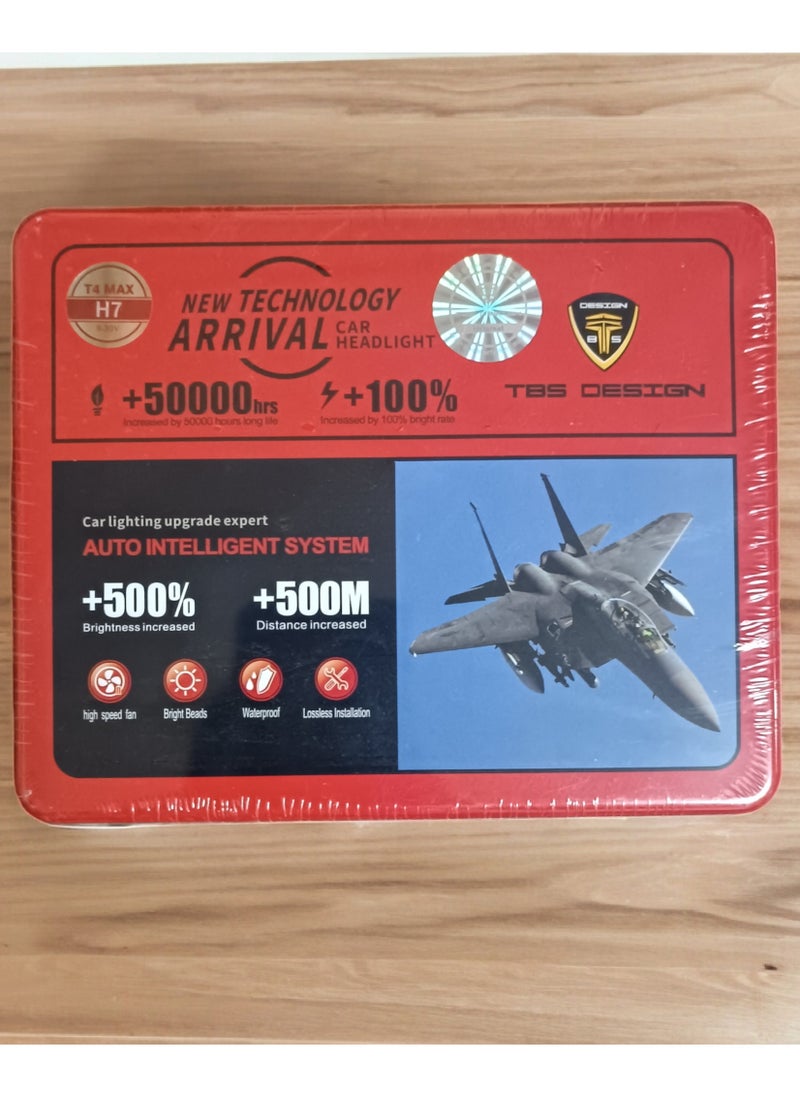 T4 MAX
H7
9-30V
NEW TECHNOLOGY
ARRIVAL CAR HEADLIGHT
+50000hrs
Increased by 50000 hours long life
+100%
Increased by 100% bright rate
DESIGN
T
B S
TBS DESIGN
Car lighting upgrade expert
AUTO INTELLIGENT SYSTEM
+500%
Brightness increased
+500M
Distance increased
high speed fan
Bright Beads
Waterproof
Lossless Installation